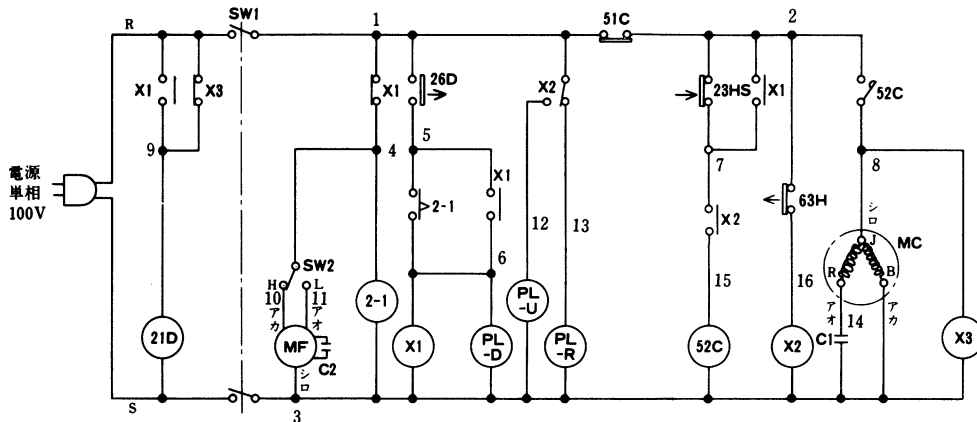 R
SW1
1
51C
2
X1
X3
X1
26D
X2
23HS
X1
52C
9
4
5
7
8
電源
単相
100V
2-1
X1
12
13
X2
63H
シロ
J
MC
SW2
6
15
16
R
B
H
L
10
11
アカ
アオ
アオ
14
アカ
21D
MF
C2
2-1
X1
PL
-D
PL
-U
PL
-R
52C
X2
C1
X3
シロ
S
3